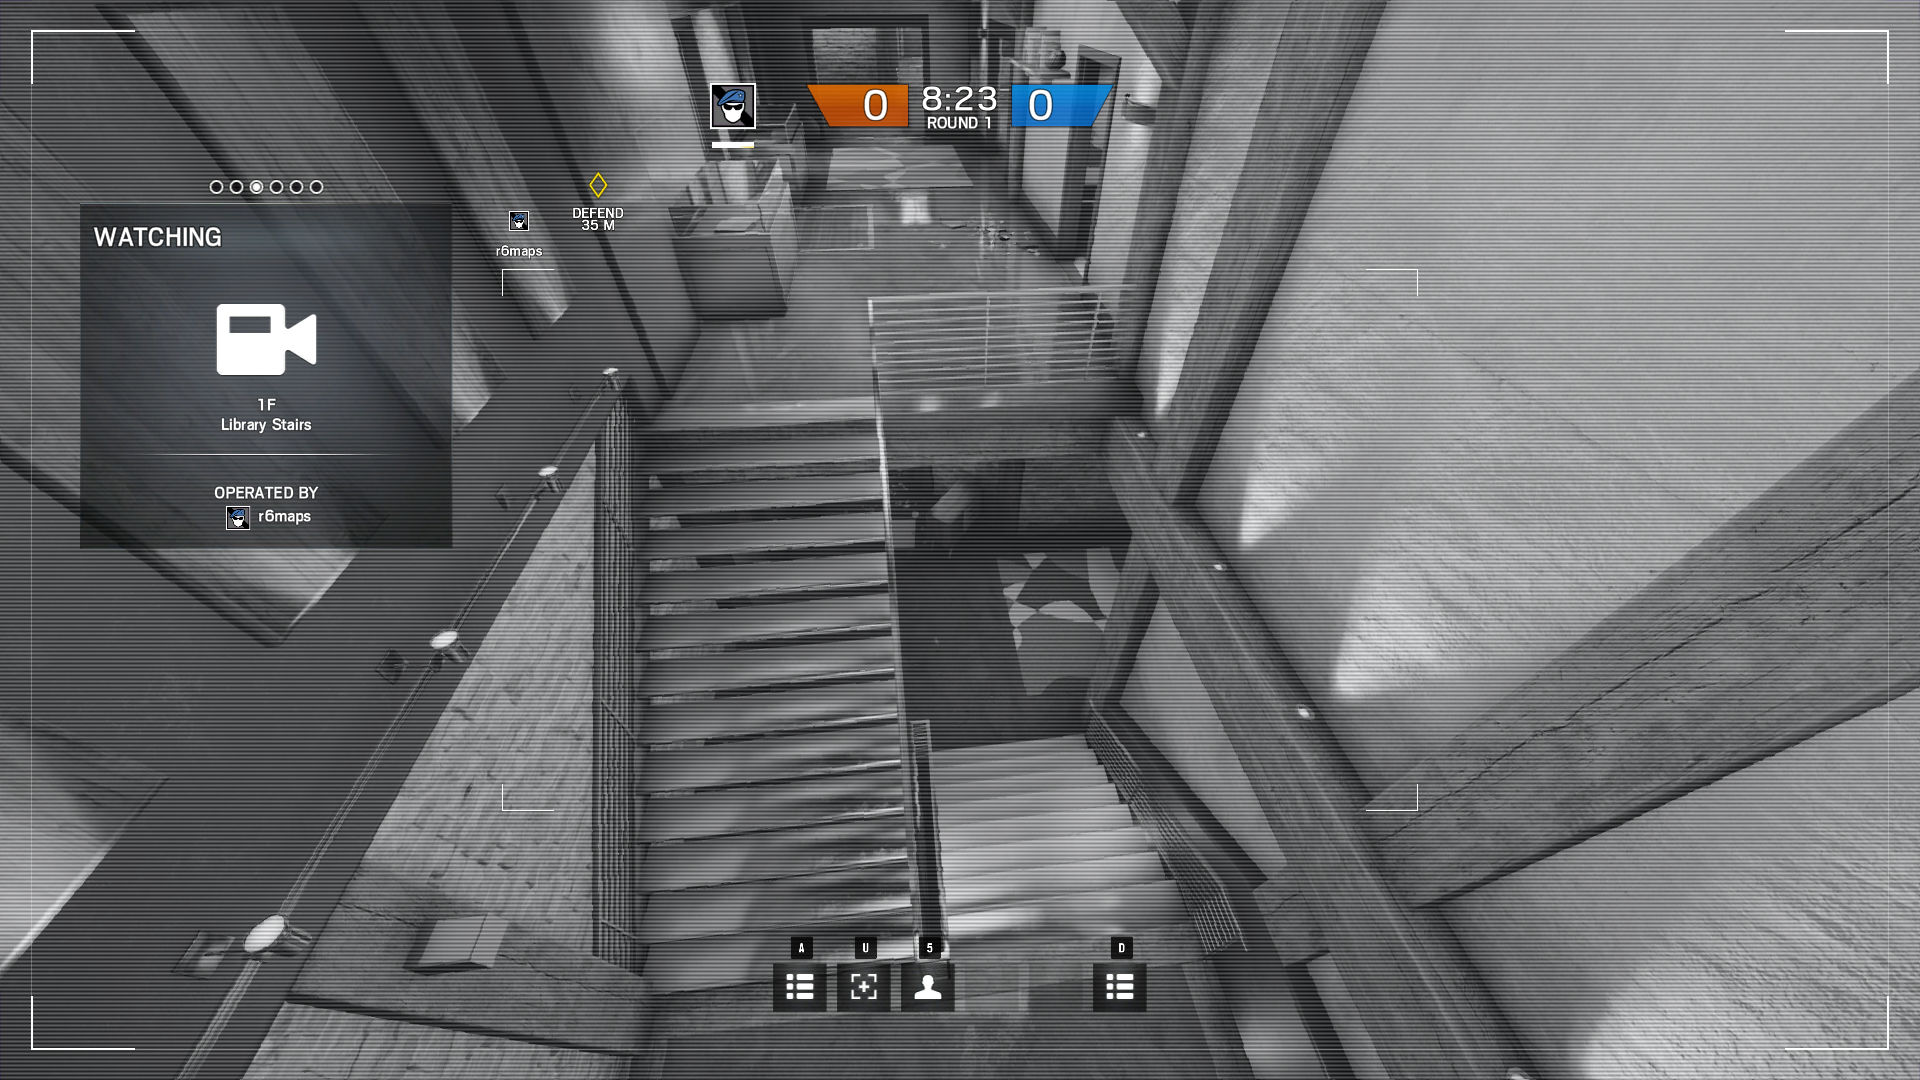 0
8:23
0
ROUND 1
WATCHING
DEFEND
35 M
r6maps
1F
Library Stairs
OPERATED BY
r6maps
A
U
5
D